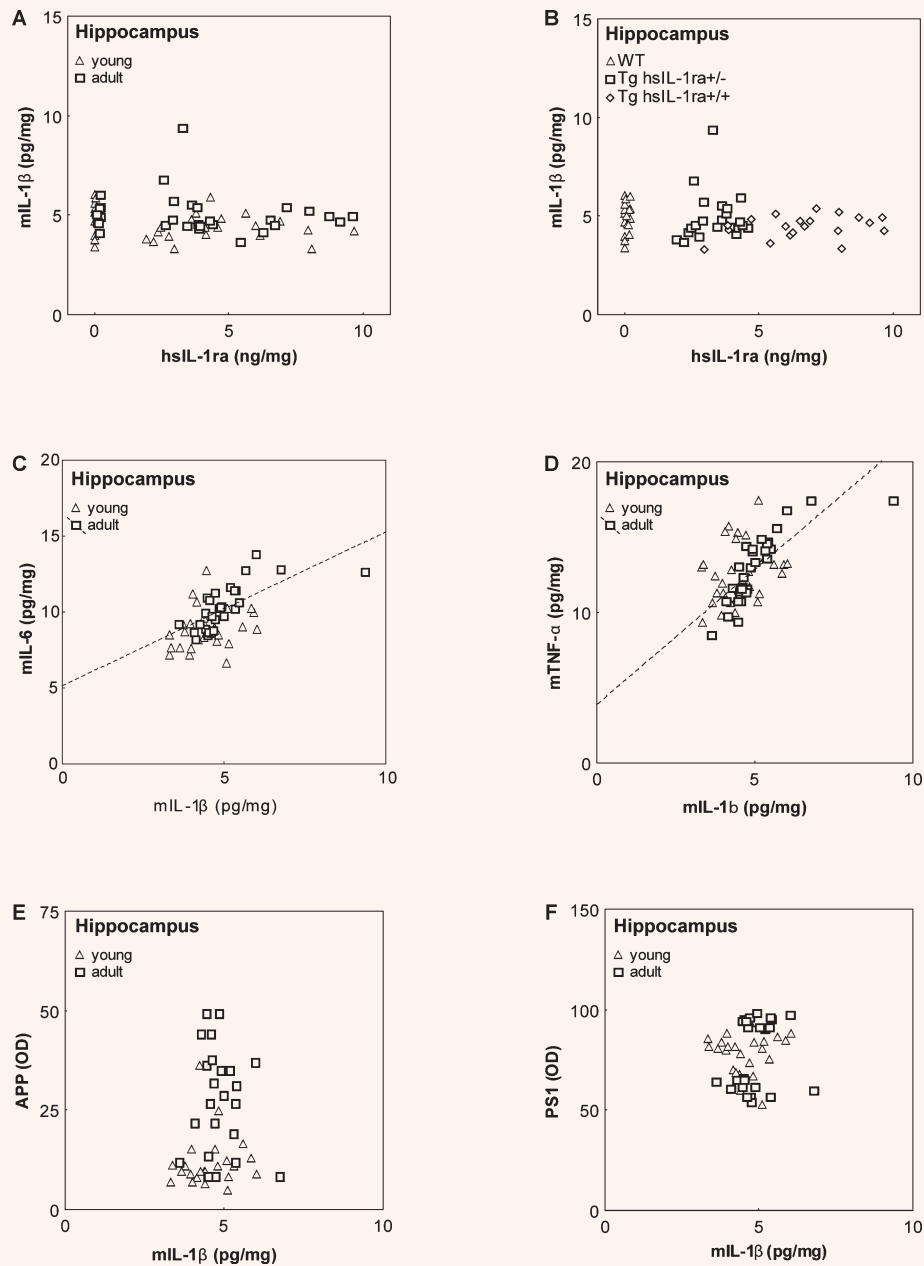 A
Hippocampus
young
adult
15
10
5
0
0 5 10
mIL-1β (pg/mg)
hsIL-1ra (ng/mg)
B
Hippocampus
WT
Tg hsIL-1ra+/-
Tg hsIL-1ra+/+
15
10
5
0
0 5 10
mIL-1β (pg/mg)
hsIL-1ra (ng/mg)
C
Hippocampus
young
adult
20
15
10
5
0
0 5 10
mIL-6 (pg/mg)
mIL-1β (pg/mg)
D
Hippocampus
young
adult
20
10
0
0 5 10
mTNF-α (pg/mg)
mIL-1b (pg/mg)
E
Hippocampus
young
adult
75
50
25
0
0 5 10
APP (OD)
mIL-1β (pg/mg)
F
Hippocampus
young
adult
150
100
50
0
0 5 10
PS1 (OD)
mIL-1β (pg/mg)